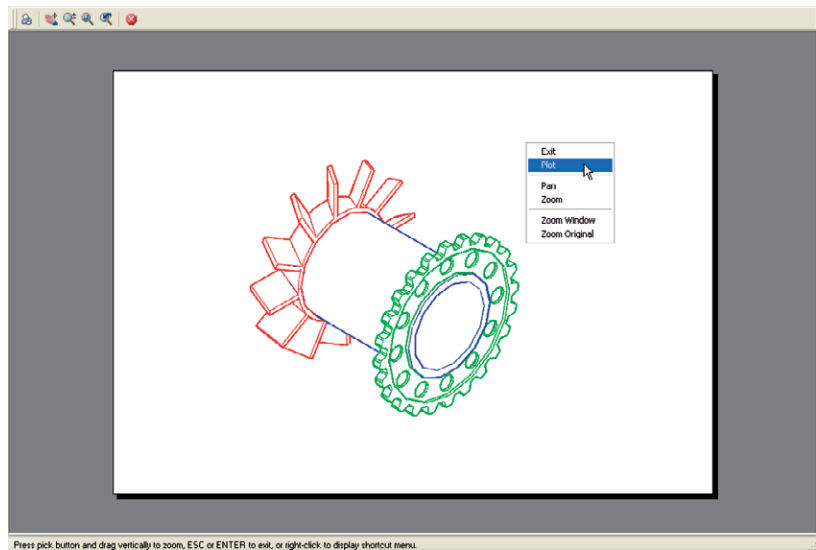 Exit
Plot
Pan
Zoom
Zoom Window
Zoom Original
Press pick button and drag vertically to zoom, ESC or ENTER to exit, or right-click to display shortcut menu.